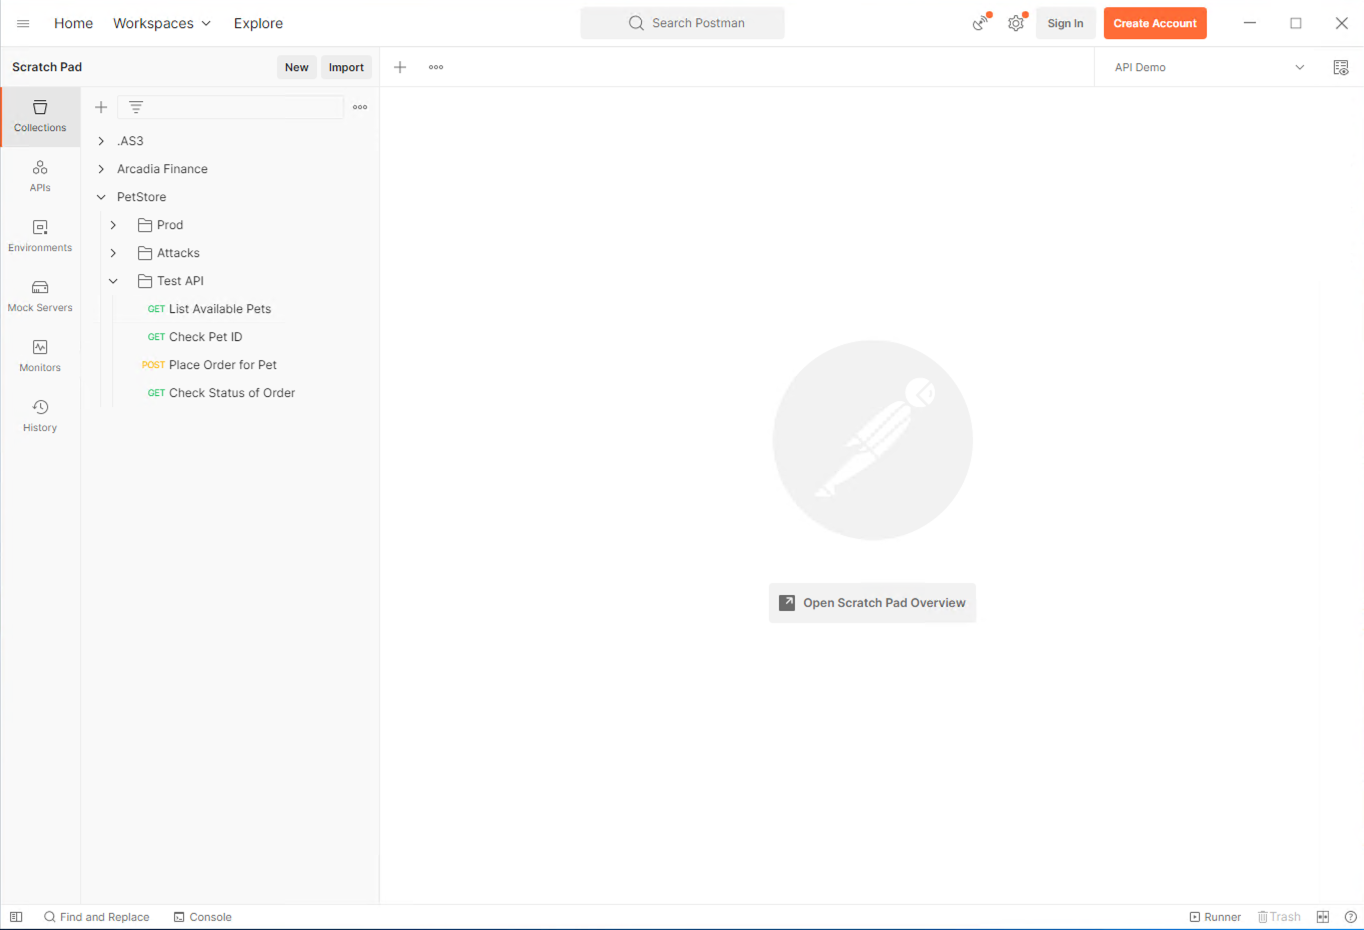 Home Workspaces Explore Search Postman Sign In Create Account
Scratch Pad New Import API Demo
Collections
APIs
Environments
Mock Servers
Monitors
History
.AS3
Arcadia Finance
PetStore
Prod
Attacks
Test API
GET List Available Pets
GET Check Pet ID
POST Place Order for Pet
GET Check Status of Order
Open Scratch Pad Overview
Find and Replace Console Runner Trash